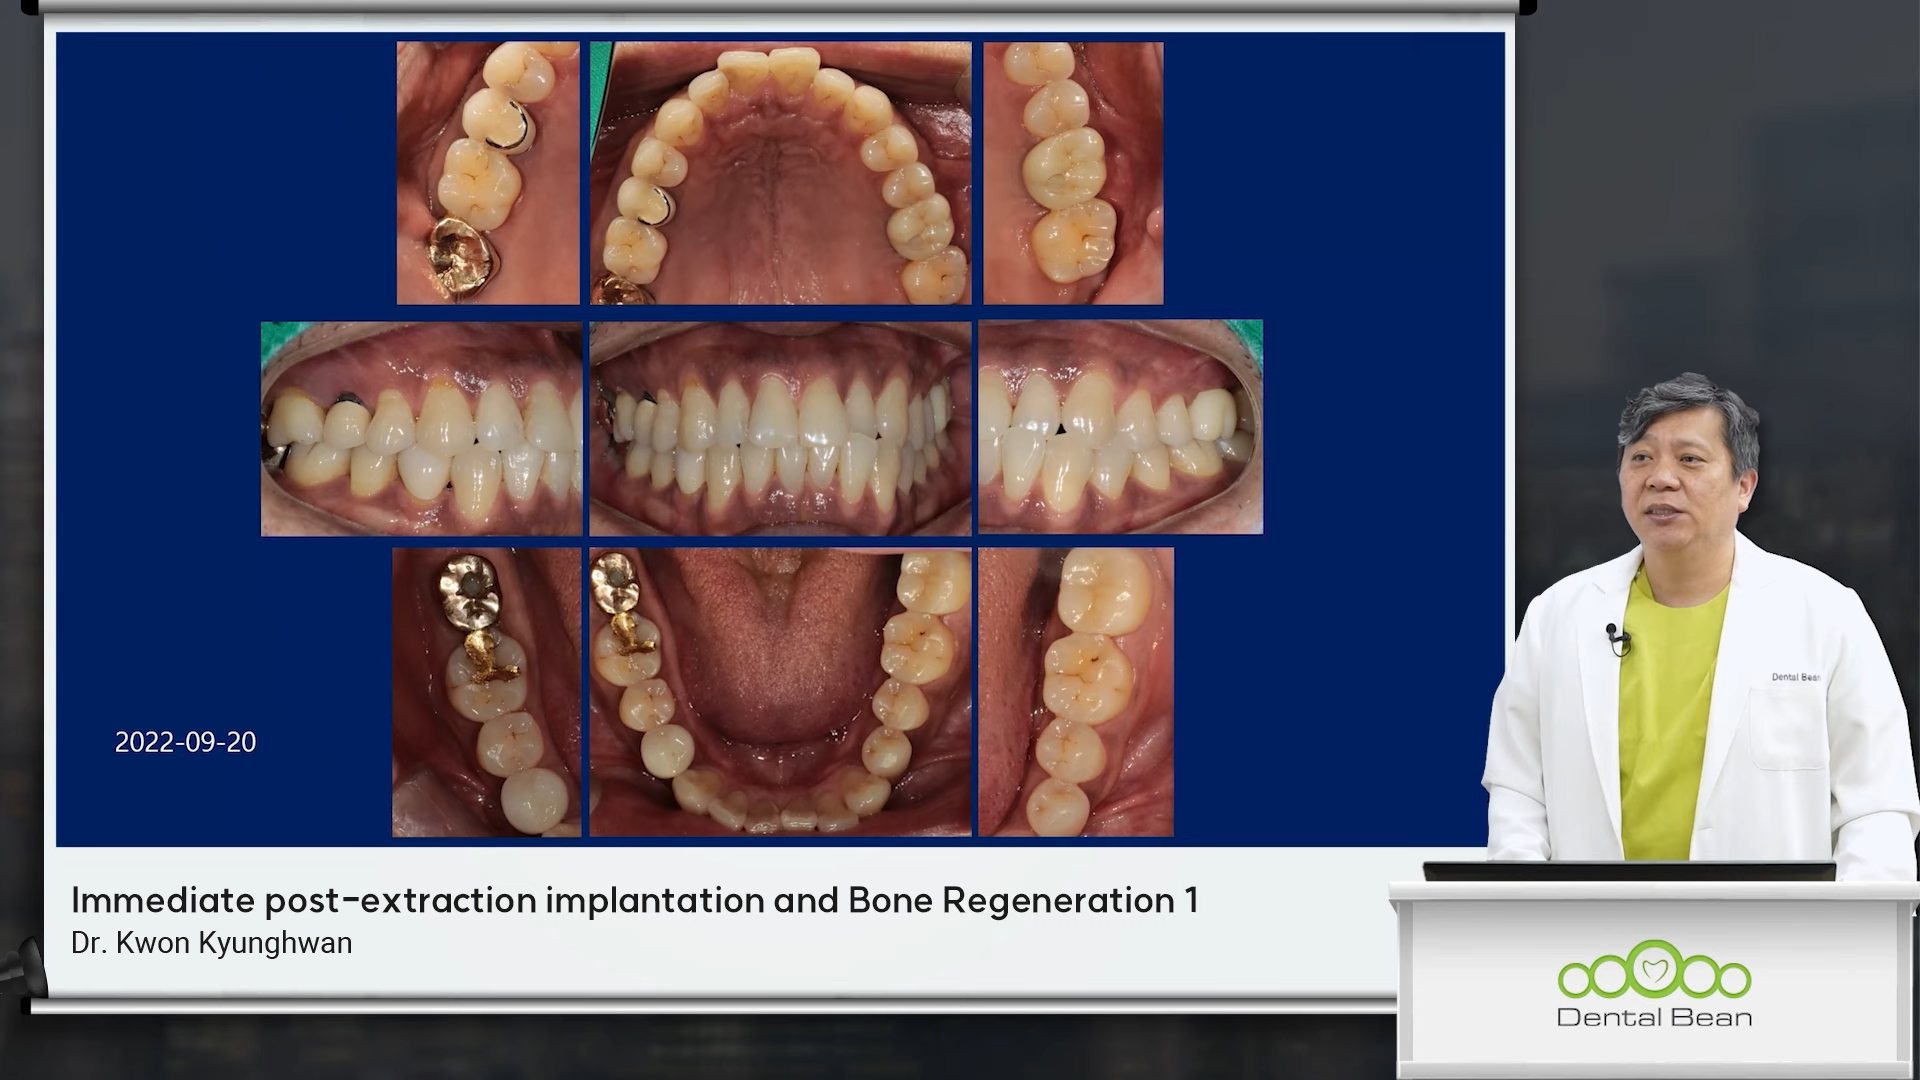 2022-09-20
Immediate post-extraction implantation and Bone Regeneration 1
Dr. Kwon Kyunghwan
Dental Bean
Dental Bean